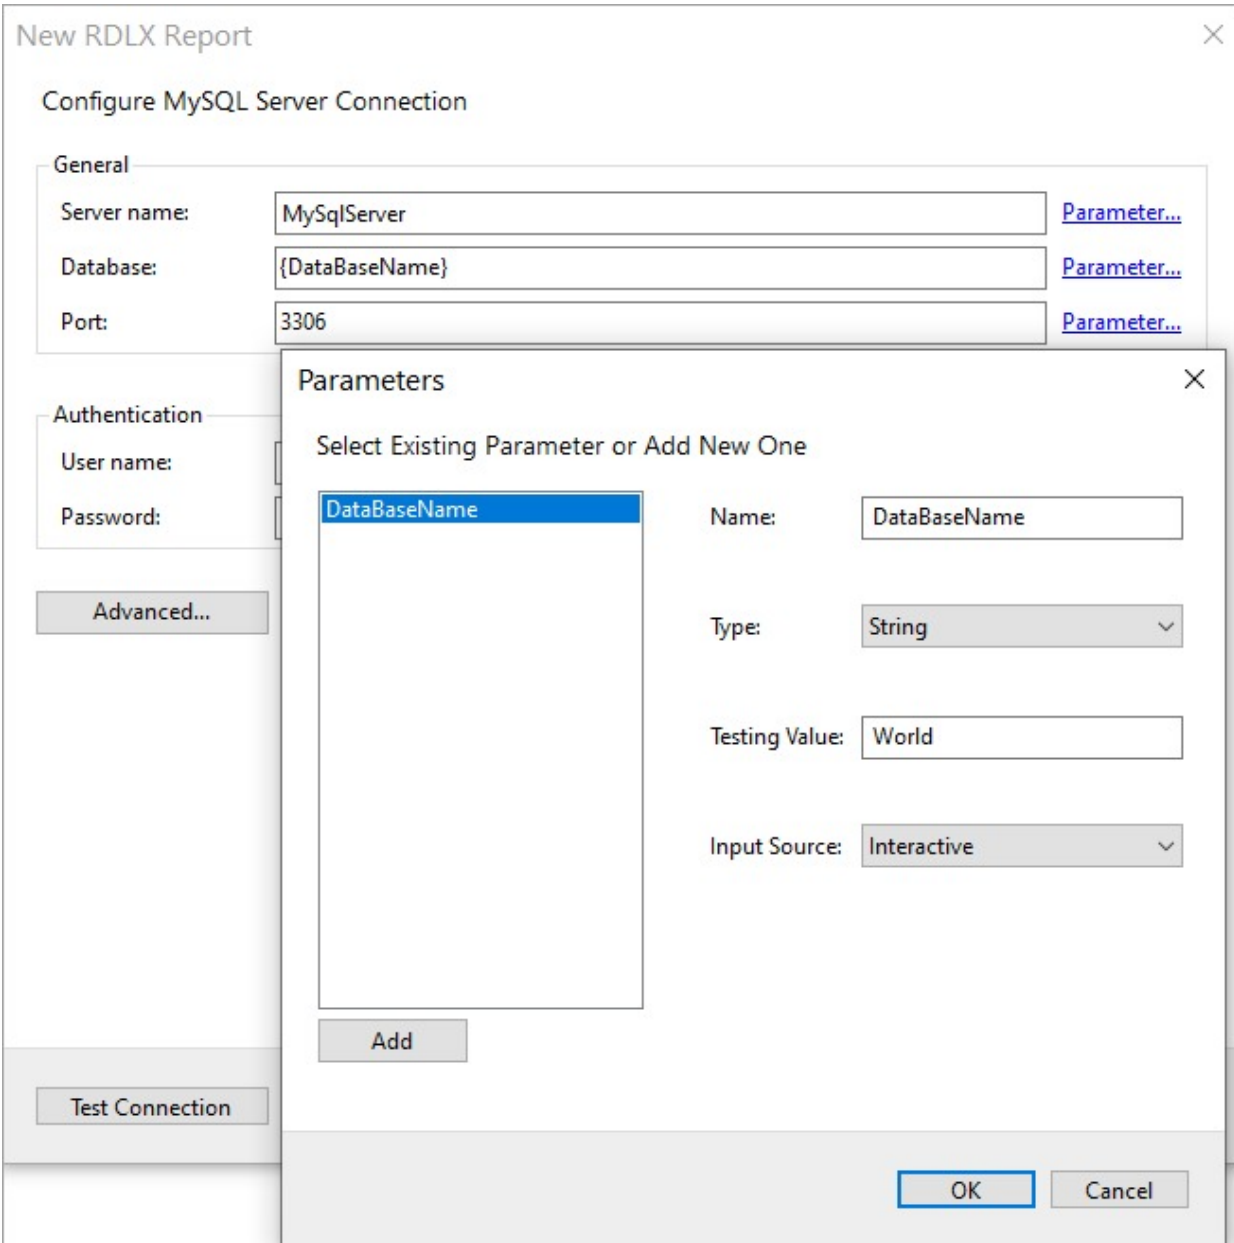 New RDLX Report
Configure MySQL Server Connection
General
Server name: MySqlServer Parameter...
Database: {DataBaseName} Parameter...
Port: 3306 Parameter...
Authentication
User name:
Password:
Advanced...
Test Connection
Parameters
Select Existing Parameter or Add New One
DataBaseName
Name: DataBaseName
Type: String
Testing Value: World
Input Source: Interactive
Add
OK Cancel